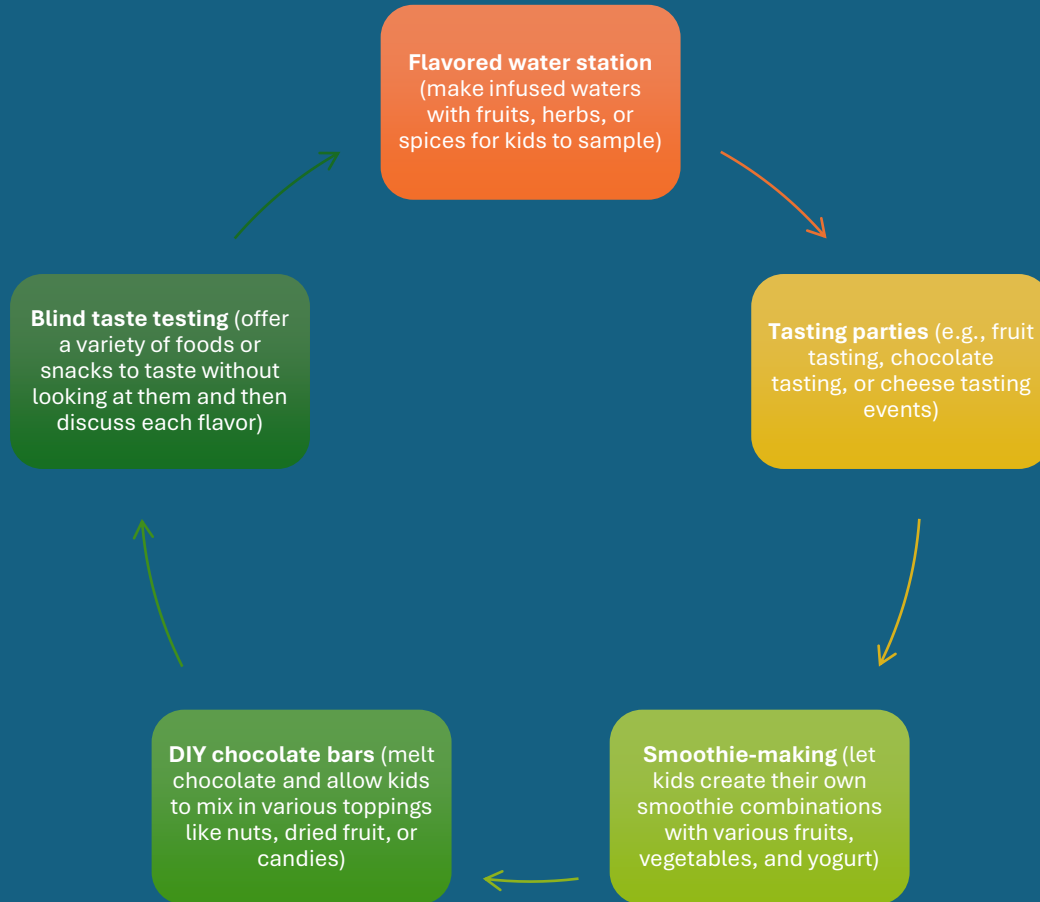 Flavored water station
(make infused waters
with fruits, herbs, or
spices for kids to sample)
Tasting parties (e.g., fruit
tasting, chocolate
tasting, or cheese tasting
events)
Smoothie-making (let
kids create their own
smoothie combinations
with various fruits,
vegetables, and yogurt)
DIY chocolate bars (melt
chocolate and allow kids
to mix in various toppings
like nuts, dried fruit, or
candies)
Blind taste testing (offer
a variety of foods or
snacks to taste without
looking at them and then
discuss each flavor)